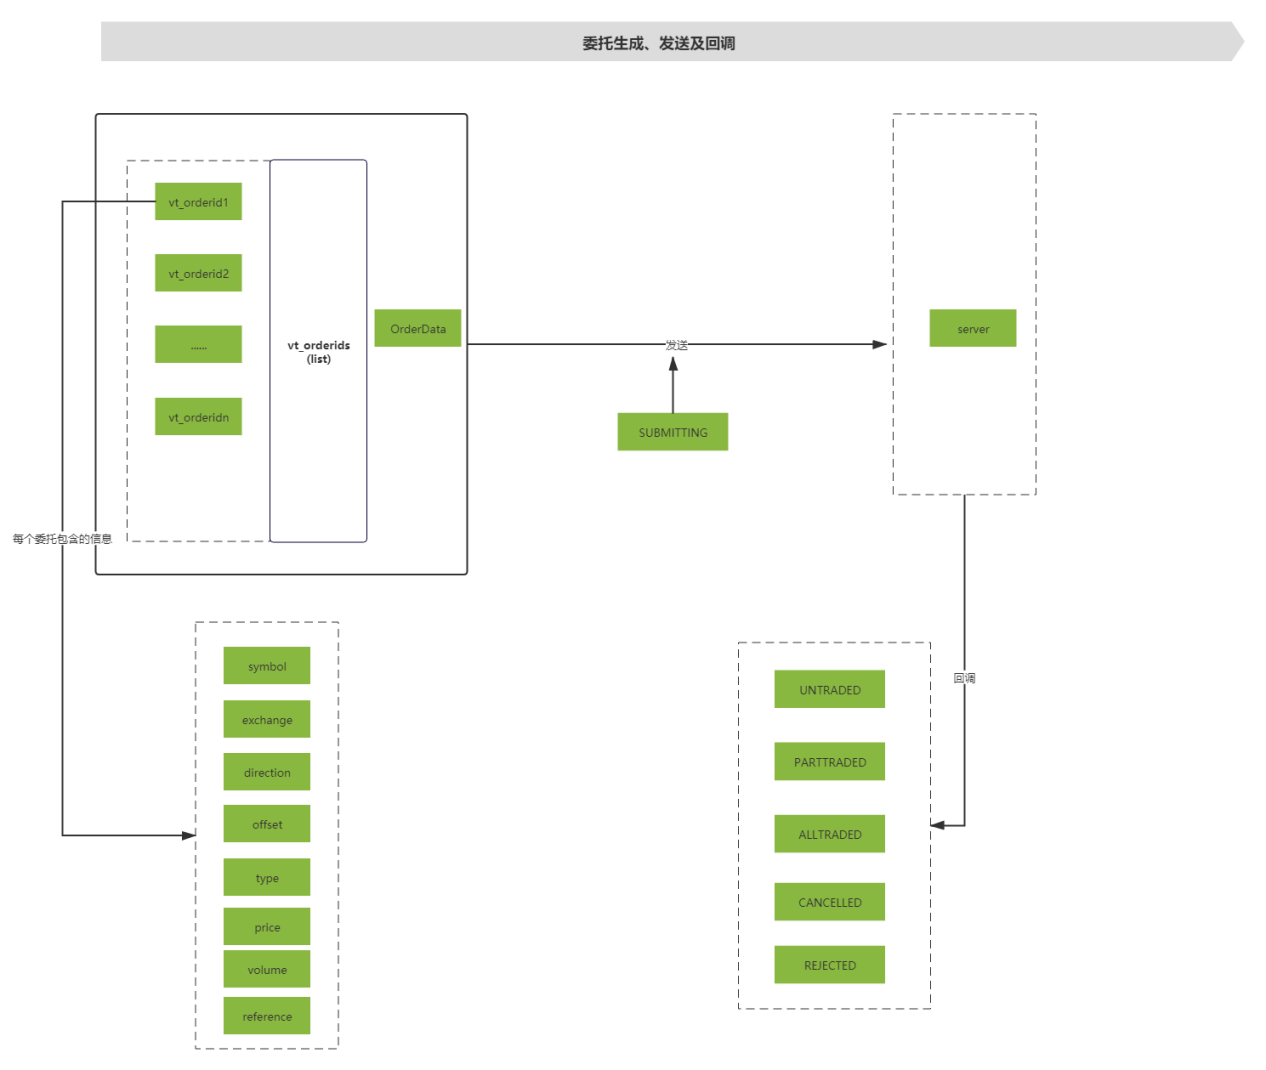 委托生成、发送及回调
vt_orderid1
vt_orderid2
......
vt_orderidn
vt_orderids
(list)
OrderData
发送
SUBMITTING
server
每个委托包含的信息
symbol
exchange
direction
offset
type
price
volume
reference
回调
UNTRADED
PARTTRADED
ALLTRADED
CANCELLED
REJECTED